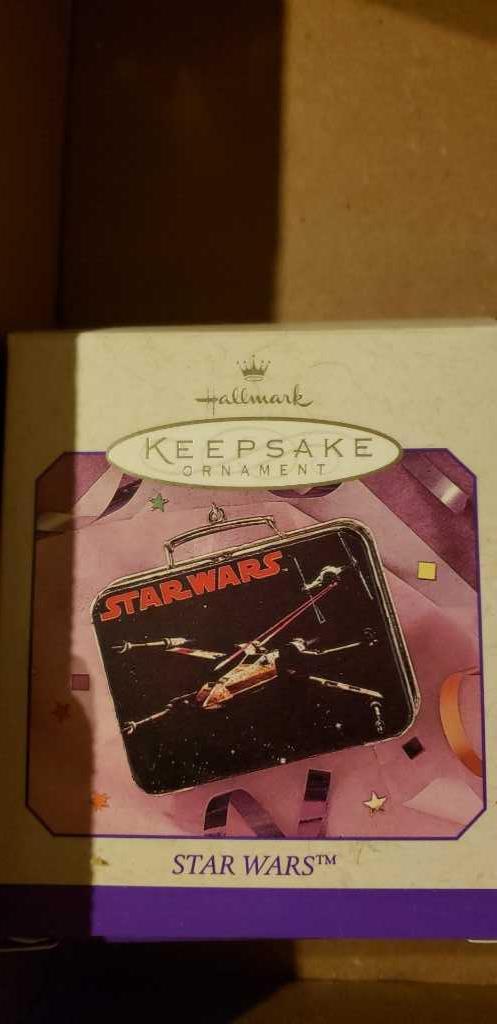 Hallmark
KEEPSAKE
ORNAMENT
STAR WARS
STAR WARS™